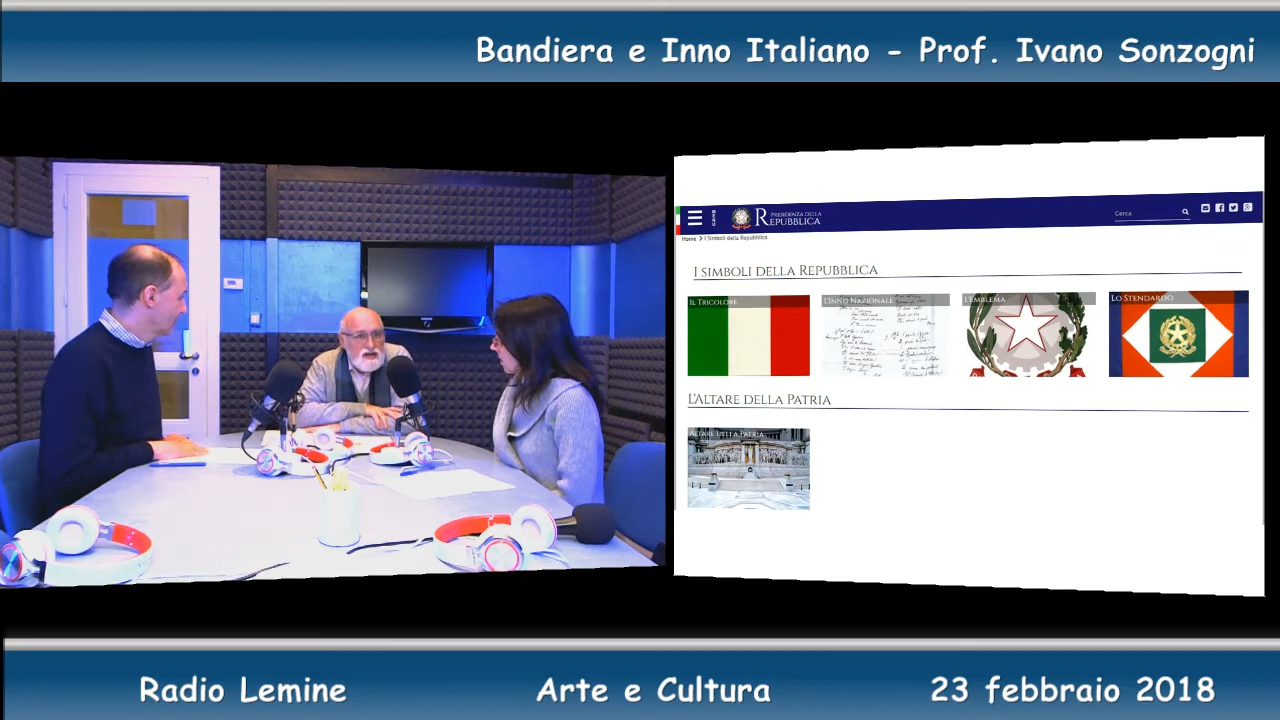 Bandiera e Inno Italiano - Prof. Ivano Sonzogni
PRESIDENZA DELLA
REPUBBLICA
Cerca
Home > I Simboli della Repubblica
I SIMBOLI DELLA REPUBBLICA
IL TRICOLORE
L'INNO NAZIONALE
L'EMBLEMA
LO STENDARDO
L'ALTARE DELLA PATRIA
ALTARE DELLA PATRIA
Radio Lemine
Arte e Cultura
23 febbraio 2018